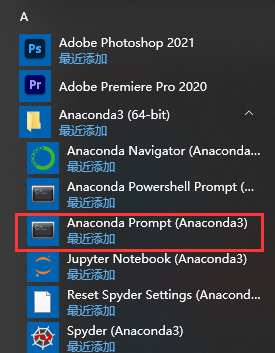 A
Ps
Adobe Photoshop 2021
最近添加
Pr
Adobe Premiere Pro 2020
Anaconda3 (64-bit)
最近添加
Anaconda Navigator (Anaconda...
最近添加
Anaconda Powershell Prompt (...
最近添加
Anaconda Prompt (Anaconda3)
最近添加
Jupyter Notebook (Anaconda3)
最近添加
Reset Spyder Settings (Anacond...
最近添加
Spyder (Anaconda3)
最近添加